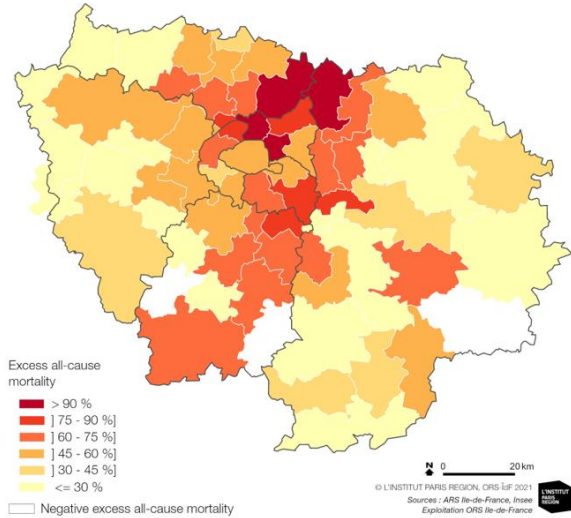 Excess all-cause
mortality
> 90 %
] 75 - 90 %]
] 60 - 75 %]
] 45 - 60 %]
] 30 - 45 %]
<= 30 %
Negative excess all-cause mortality
N 0 20 km
© L'INSTITUT PARIS REGION, ORS îdF 2021
Sources : ARS Ile-de-France, Insee
Exploitation ORS Ile-de-France
L'INSTITUT
PARIS
REGION